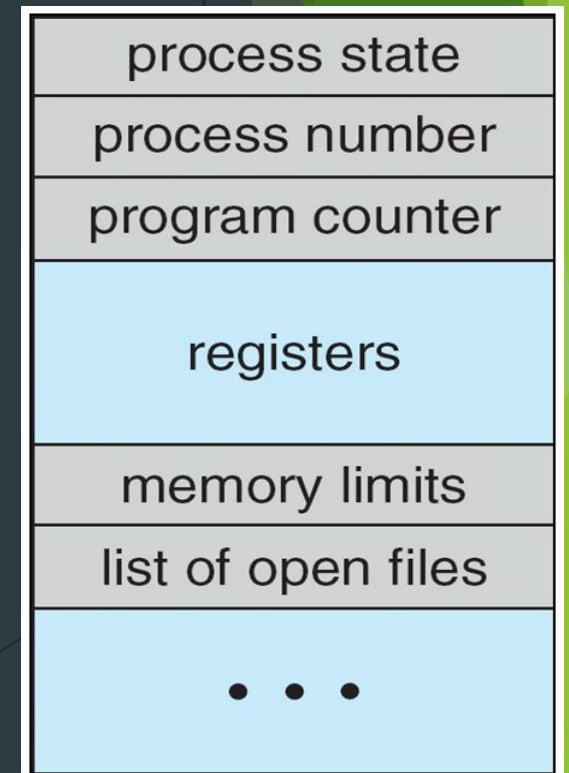 process state
process number
program counter
registers
memory limits
list of open files
• • •